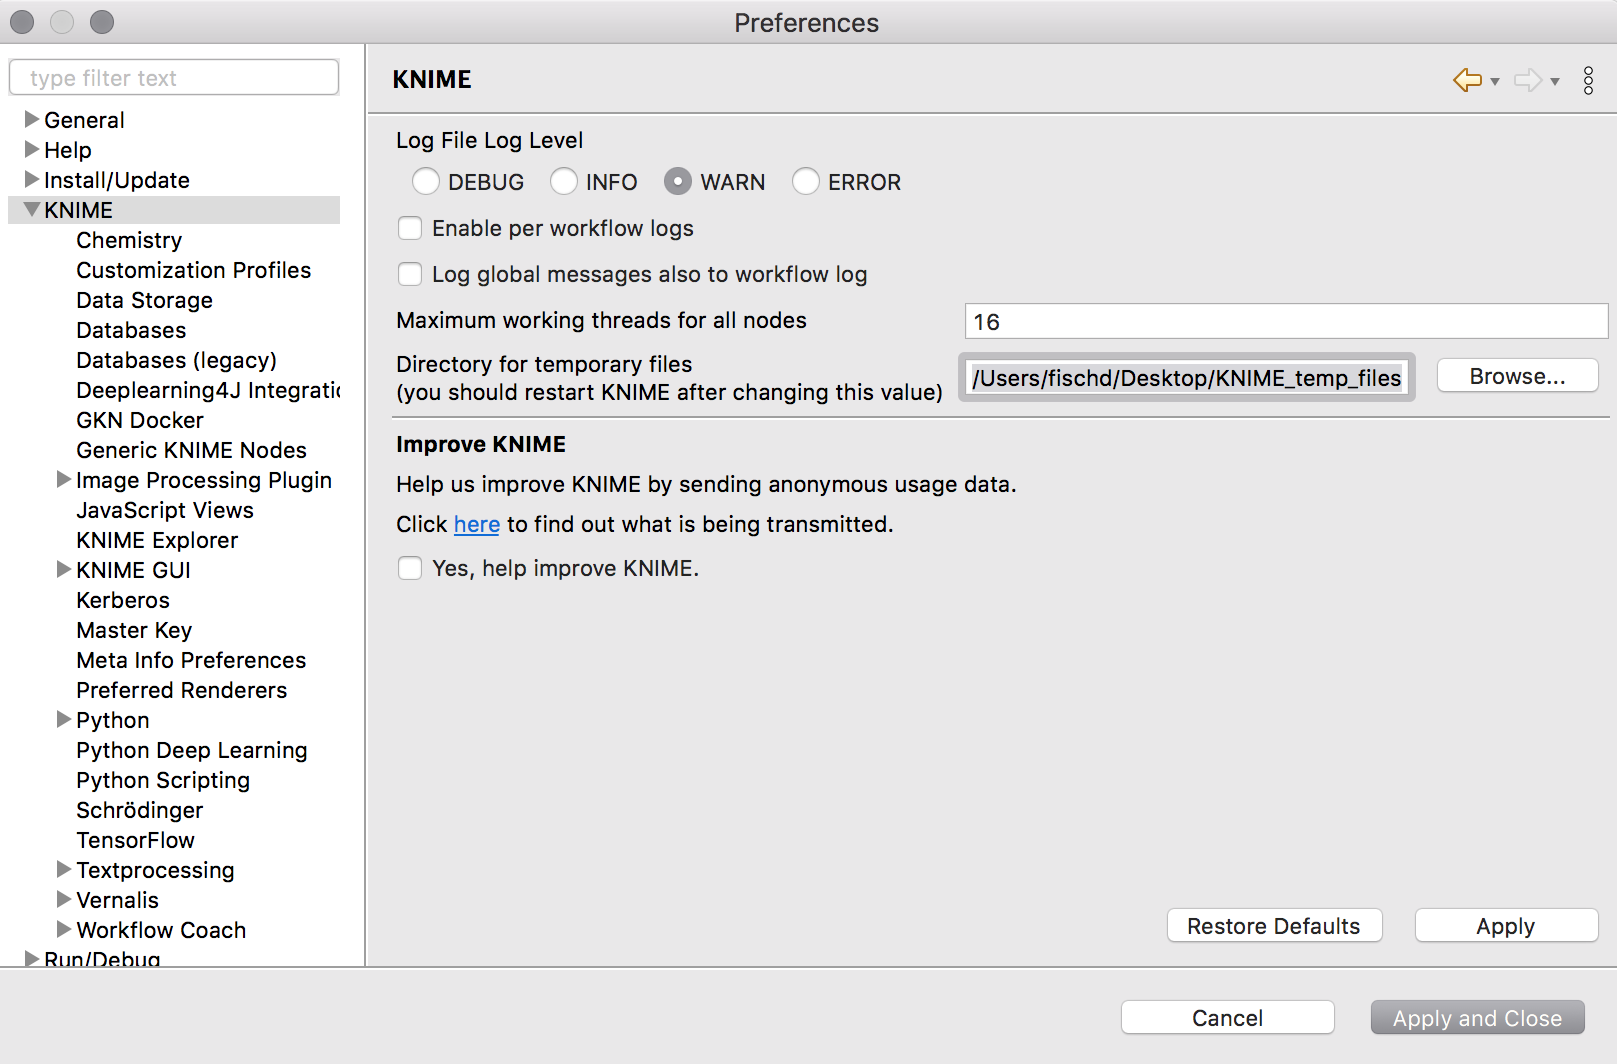 Preferences
type filter text
General
Help
Install/Update
KNIME
Chemistry
Customization Profiles
Data Storage
Databases
Databases (legacy)
Deeplearning4J Integratic
GKN Docker
Generic KNIME Nodes
Image Processing Plugin
JavaScript Views
KNIME Explorer
KNIME GUI
Kerberos
Master Key
Meta Info Preferences
Preferred Renderers
Python
Python Deep Learning
Python Scripting
Schrödinger
TensorFlow
Textprocessing
Vernalis
Workflow Coach
Run/Debug
KNIME
Log File Log Level
DEBUG INFO WARN ERROR
Enable per workflow logs
Log global messages also to workflow log
Maximum working threads for all nodes 16
Directory for temporary files
(you should restart KNIME after changing this value) /Users/fischd/Desktop/KNIME_temp_files Browse...
Improve KNIME
Help us improve KNIME by sending anonymous usage data.
Click here to find out what is being transmitted.
Yes, help improve KNIME.
Restore Defaults Apply
Cancel Apply and Close